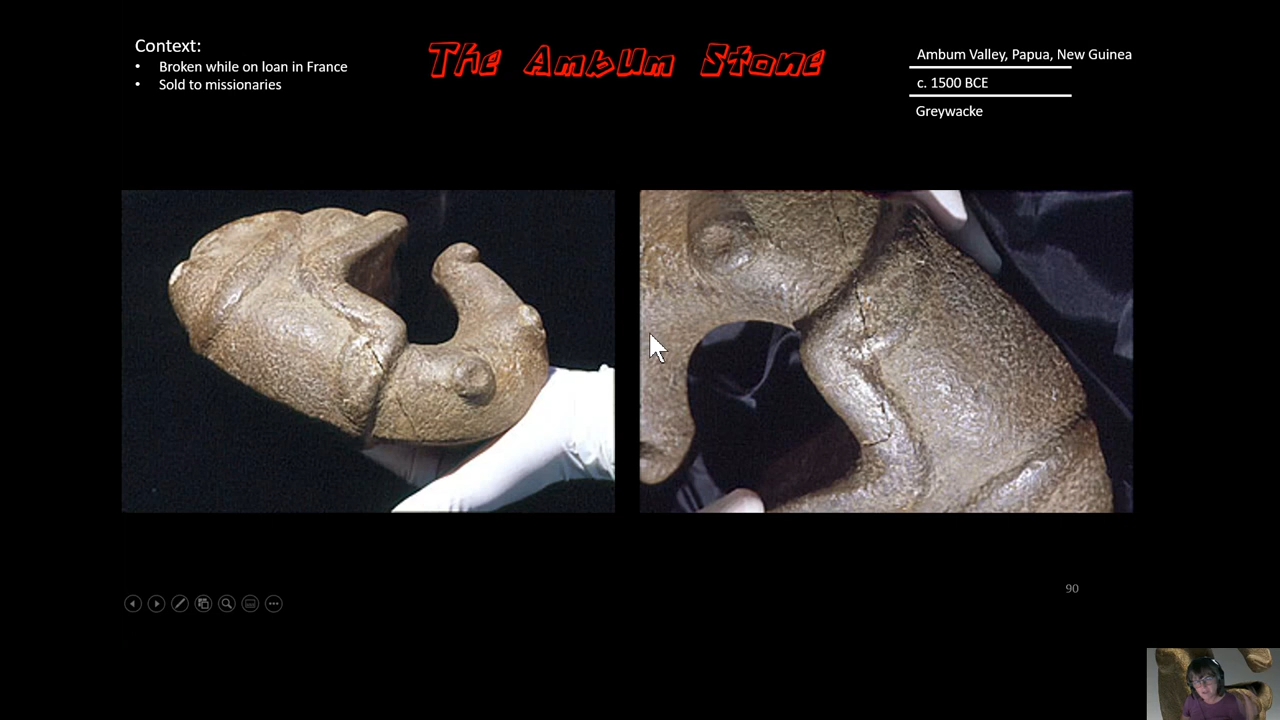 Context:
• Broken while on loan in France
• Sold to missionaries
The Ambum Stone
Ambum Valley, Papua, New Guinea
c. 1500 BCE
Greywacke
90